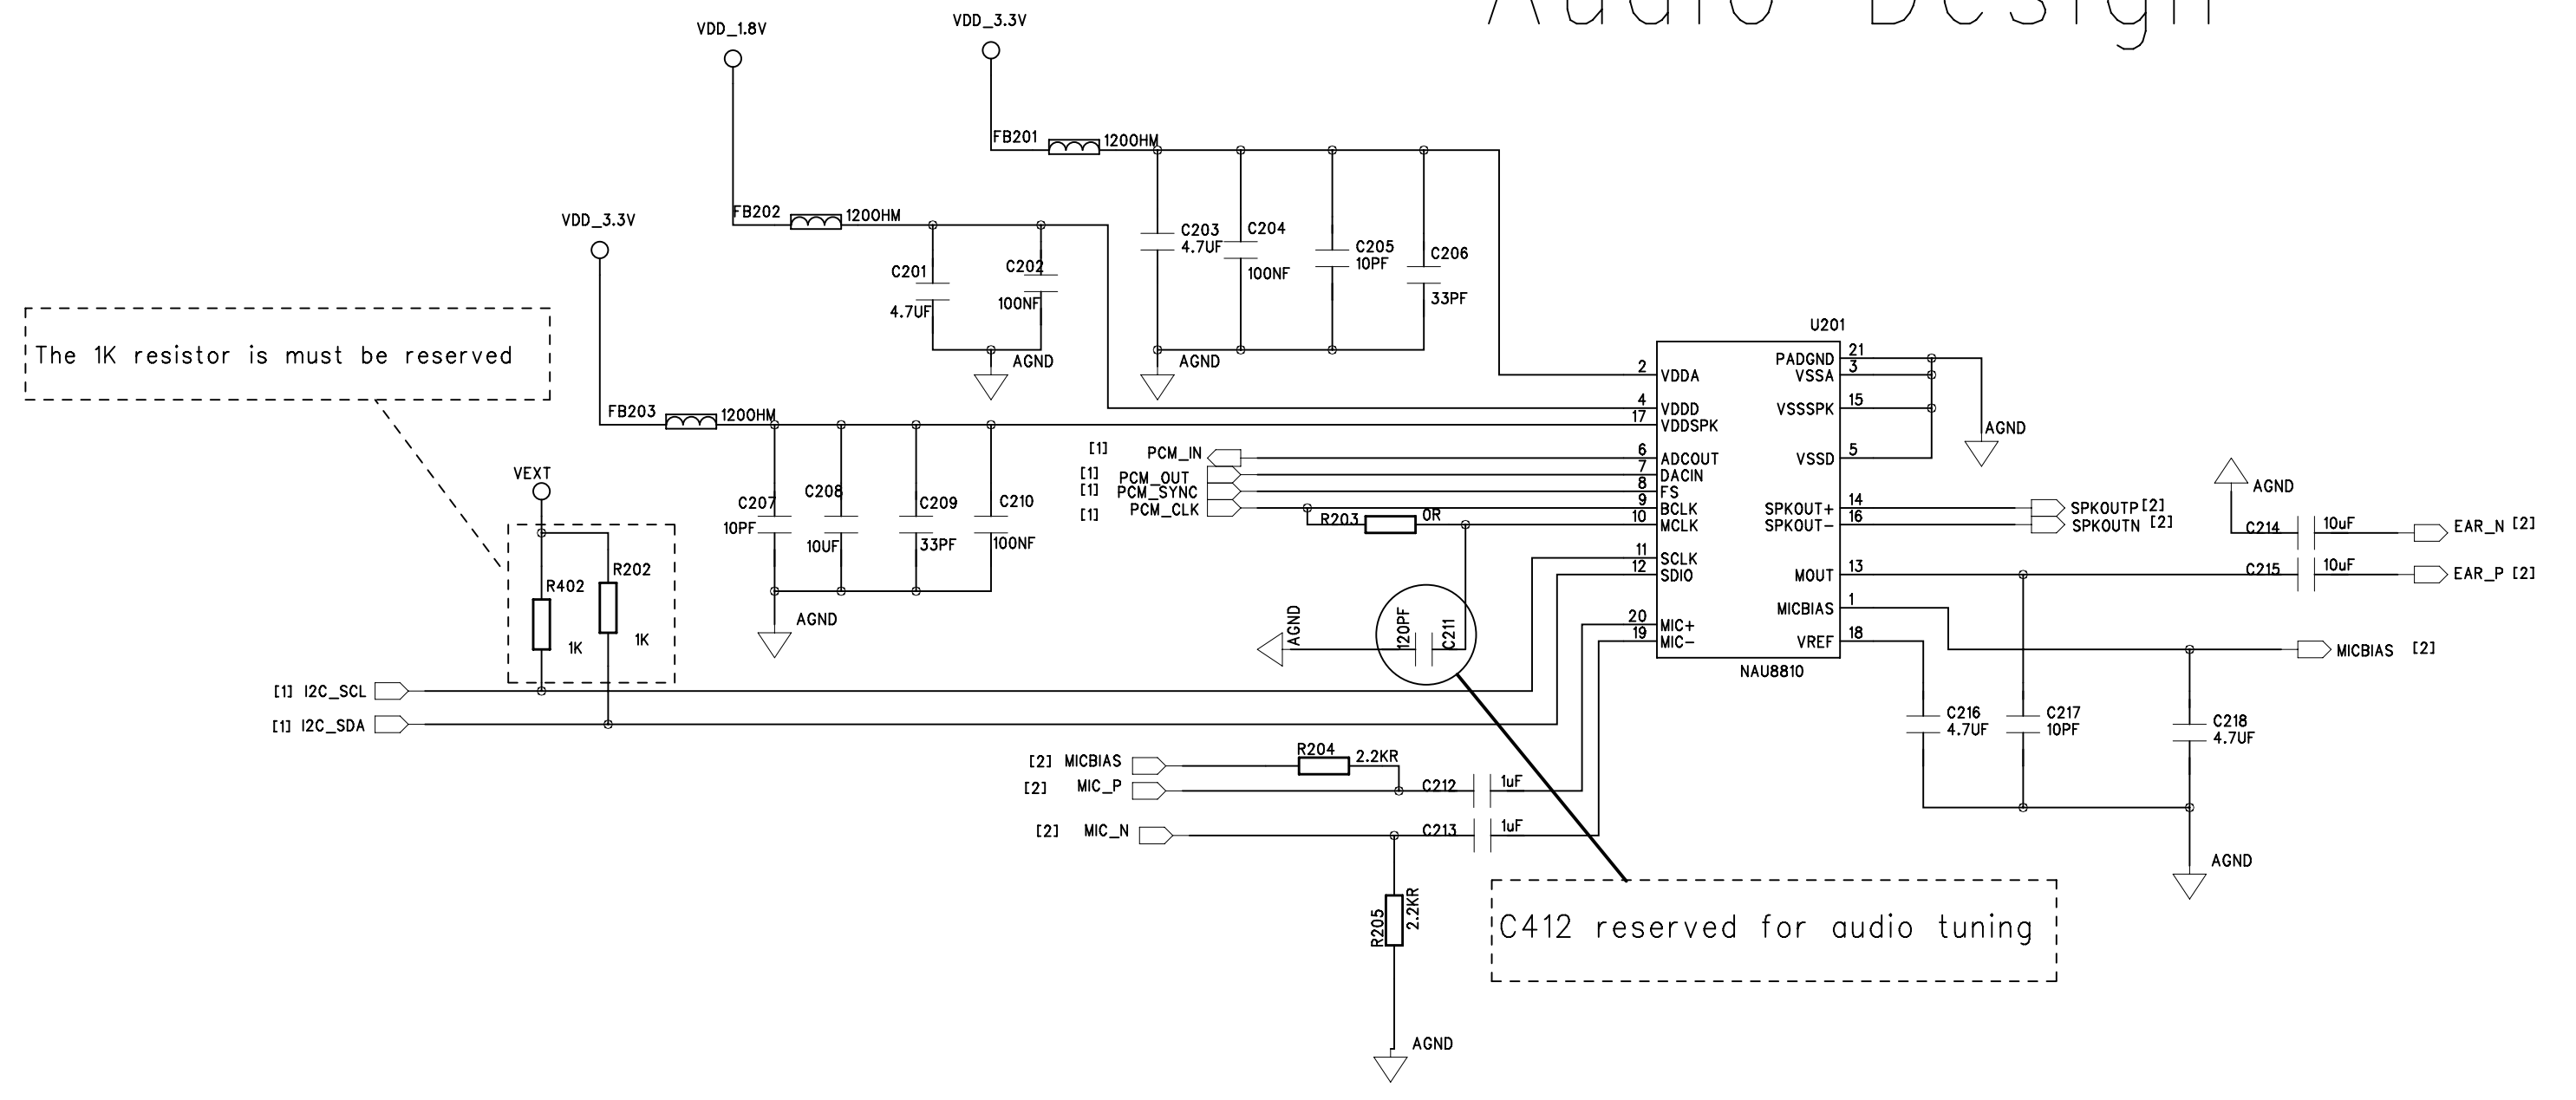 Audio Design
VDD_3.3V
VDD_1.8V
FB201
120OHM
FB202
120OHM
VDD_3.3V
C203
4.7UF
C204
100NF
C205
10PF
C206
33PF
C201
4.7UF
C202
100NF
AGND
AGND
The 1K resistor is must be reserved
FB203
120OHM
VEXT
C207
10PF
C208
10UF
C209
33PF
C210
100NF
AGND
R402
1K
R202
1K
[1] I2C_SCL
[1] I2C_SDA
[1] PCM_IN
[1] PCM_OUT
[1] PCM_SYNC
[1] PCM_CLK
R203
0R
AGND
120PF
C211
U201
2 VDDA
4 VDDD
17 VDDSPK
6 ADCOUT
7 DACIN
8 FS
9 BCLK
10 MCLK
11 SCLK
12 SDIO
20 MIC+
19 MIC-
PADGND 21
VSSA 3
VSSSPK 15
VSSD 5
SPKOUT+ 14
SPKOUT- 16
MOUT 13
MICBIAS 1
VREF 18
NAU8810
AGND
SPKOUTP [2]
SPKOUTN [2]
AGND
C214
10uF
EAR_N [2]
C215
10uF
EAR_P [2]
MICBIAS [2]
C216
4.7UF
C217
10PF
C218
4.7UF
AGND
[2] MICBIAS
R204
2.2KR
[2] MIC_P
C212
1uF
[2] MIC_N
C213
1uF
R205
2.2KR
AGND
C412 reserved for audio tuning